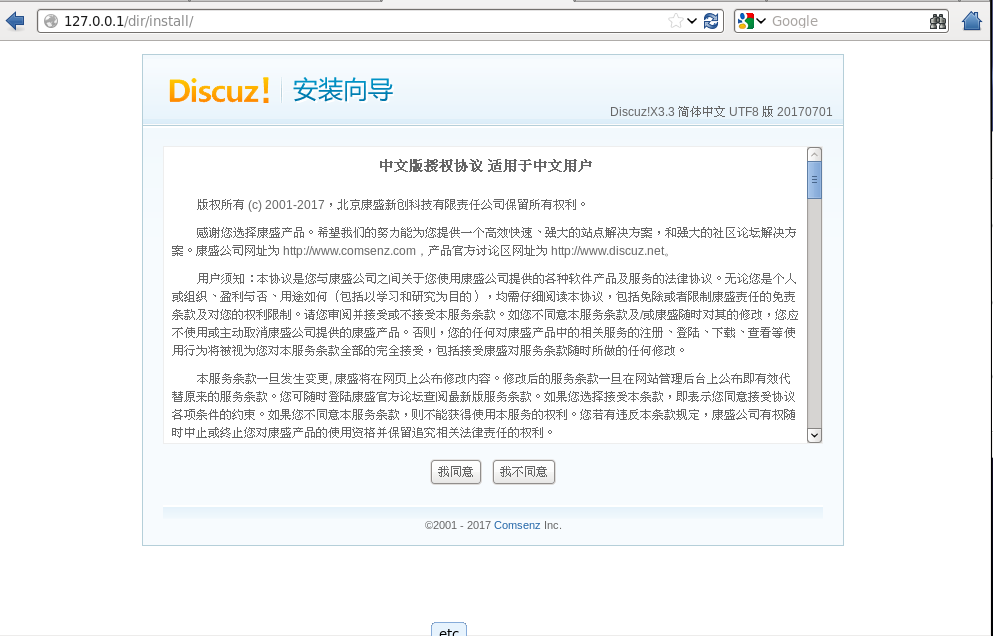 127.0.0.1/dir/install/
Google
Discuz! 安装向导
Discuz!X3.3 简体中文 UTF8 版 20170701
中文版授权协议 适用于中文用户
版权所有 (c) 2001-2017，北京康盛新创科技有限责任公司保留所有权利。
感谢您选择康盛产品。希望我们的努力能为您提供一个高效快速、强大的站点解决方案，和强大的社区论坛解决方
案。康盛公司网址为 http://www.comsenz.com，产品官方讨论区网址为 http://www.discuz.net。
用户须知：本协议是您与康盛公司之间关于您使用康盛公司提供的各种软件产品及服务的法律协议。无论您是个人
或组织、盈利与否、用途如何（包括以学习和研究为目的），均需仔细阅读本协议，包括免除或者限制康盛责任的免责
条款及对您的权利限制。请您审阅并接受或不接受本服务条款。如您不同意本服务条款及/或康盛随时对其的修改，您应
不使用或主动取消康盛公司提供的康盛产品。否则，您的任何对康盛产品中的相关服务的注册、登陆、下载、查看等使
用行为将被视为您对本服务条款全部的完全接受，包括接受康盛对服务条款随时所做的任何修改。
本服务条款一旦发生变更, 康盛将在网页上公布修改内容。修改后的服务条款一旦在网站管理后台上公布即有效代
替原来的服务条款。您可随时登陆康盛官方论坛查阅最新版服务条款。如果您选择接受本条款，即表示您同意接受协议
各项条件的约束。如果您不同意本服务条款，则不能获得使用本服务的权利。您若有违反本条款规定，康盛公司有权随
时中止或终止您对康盛产品的使用资格并保留追究相关法律责任的权利。
我同意 我不同意
©2001 - 2017 Comsenz Inc.
etc